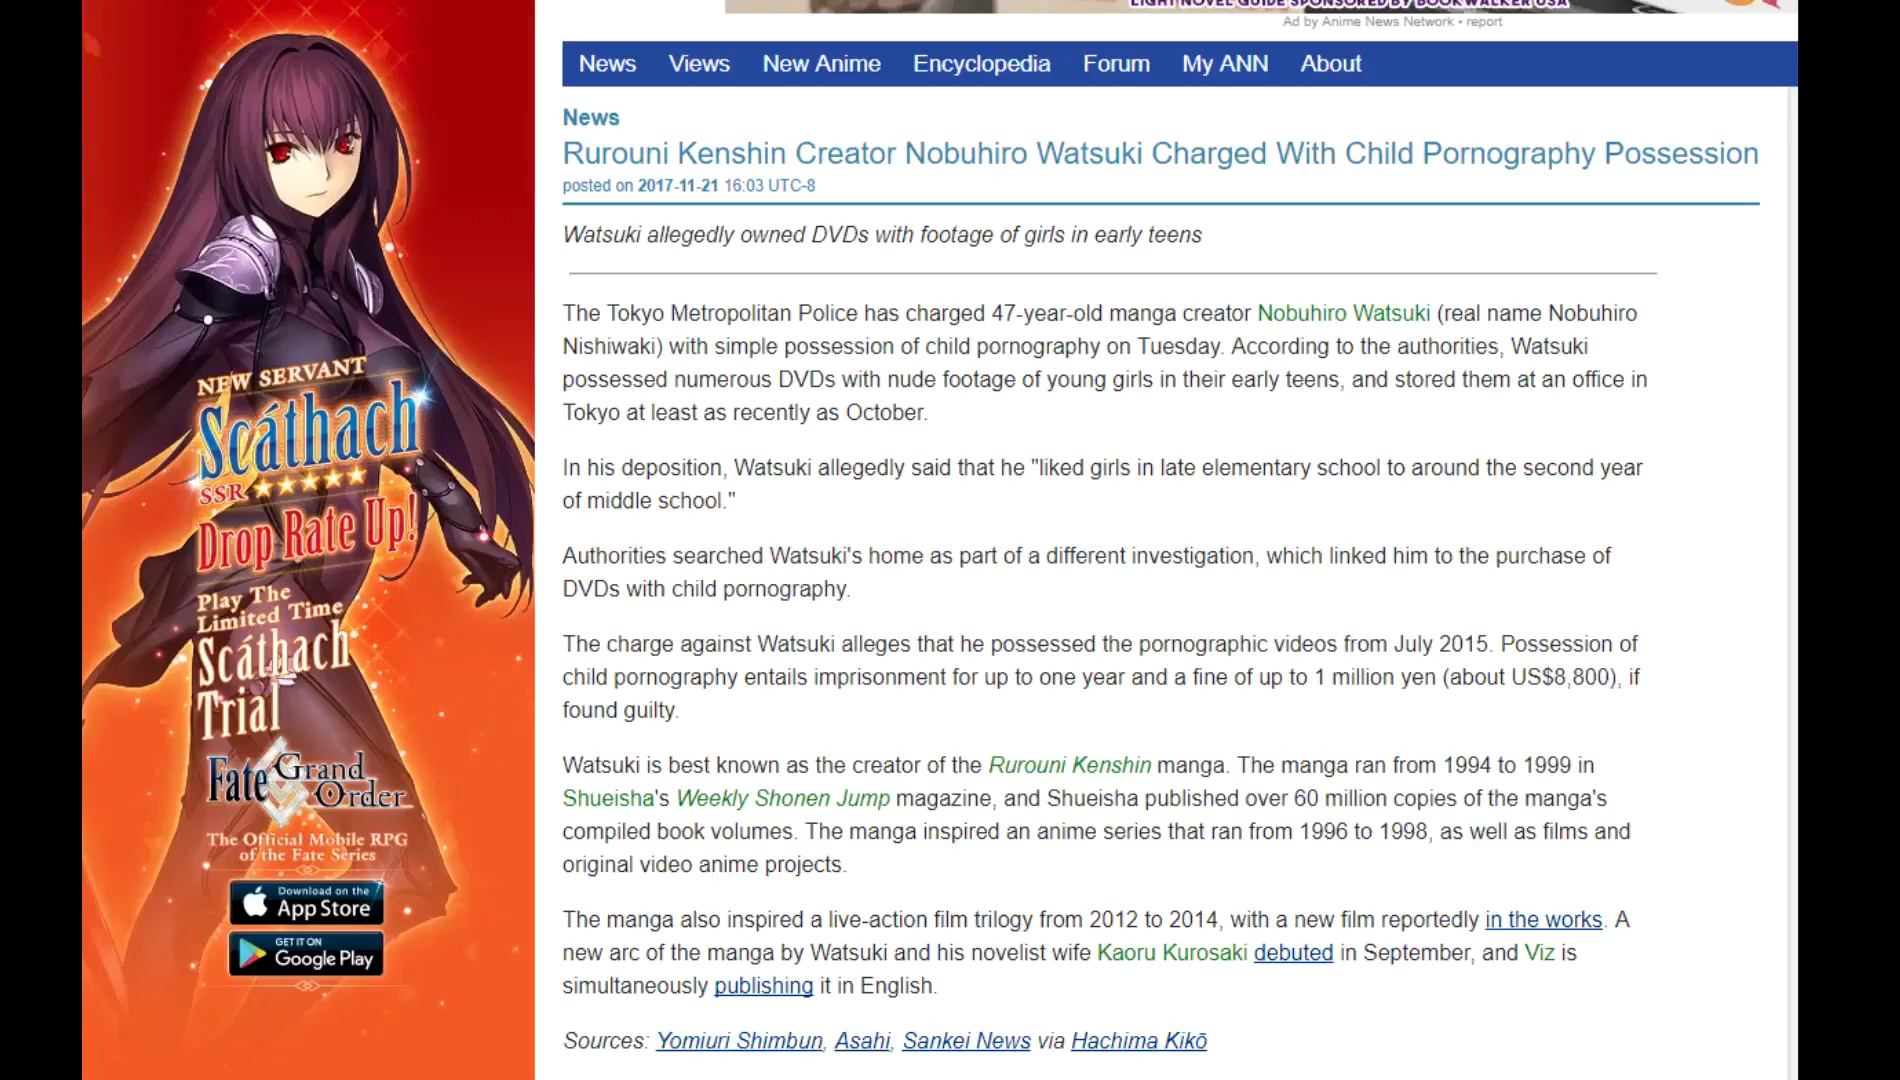 LIGHT NOVEL GUIDE SPONSORED BY BOOK WALKER USA
Ad by Anime News Network • report
News Views New Anime Encyclopedia Forum My ANN About
News
Rurouni Kenshin Creator Nobuhiro Watsuki Charged With Child Pornography Possession
posted on 2017-11-21 16:03 UTC-8
Watsuki allegedly owned DVDs with footage of girls in early teens
The Tokyo Metropolitan Police has charged 47-year-old manga creator Nobuhiro Watsuki (real name Nobuhiro
Nishiwaki) with simple possession of child pornography on Tuesday. According to the authorities, Watsuki
possessed numerous DVDs with nude footage of young girls in their early teens, and stored them at an office in
Tokyo at least as recently as October.
In his deposition, Watsuki allegedly said that he "liked girls in late elementary school to around the second year
of middle school."
Authorities searched Watsuki's home as part of a different investigation, which linked him to the purchase of
DVDs with child pornography.
The charge against Watsuki alleges that he possessed the pornographic videos from July 2015. Possession of
child pornography entails imprisonment for up to one year and a fine of up to 1 million yen (about US$8,800), if
found guilty.
Watsuki is best known as the creator of the Rurouni Kenshin manga. The manga ran from 1994 to 1999 in
Shueisha's Weekly Shonen Jump magazine, and Shueisha published over 60 million copies of the manga's
compiled book volumes. The manga inspired an anime series that ran from 1996 to 1998, as well as films and
original video anime projects.
The manga also inspired a live-action film trilogy from 2012 to 2014, with a new film reportedly in the works. A
new arc of the manga by Watsuki and his novelist wife Kaoru Kurosaki debuted in September, and Viz is
simultaneously publishing it in English.
Sources: Yomiuri Shimbun, Asahi, Sankei News via Hachima Kikō
NEW SERVANT
Scáthach
SSR ★★★★★
Drop Rate Up!
Play The
Limited Time
Scáthach
Trial
Fate Grand
Order
The Official Mobile RPG
of the Fate Series
Download on the
App Store
GET IT ON
Google Play